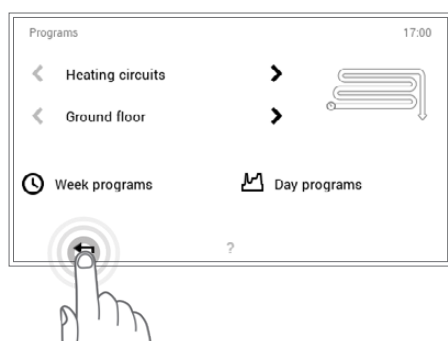 Programs 17:00
Heating circuits
Ground floor
Week programs Day programs
?